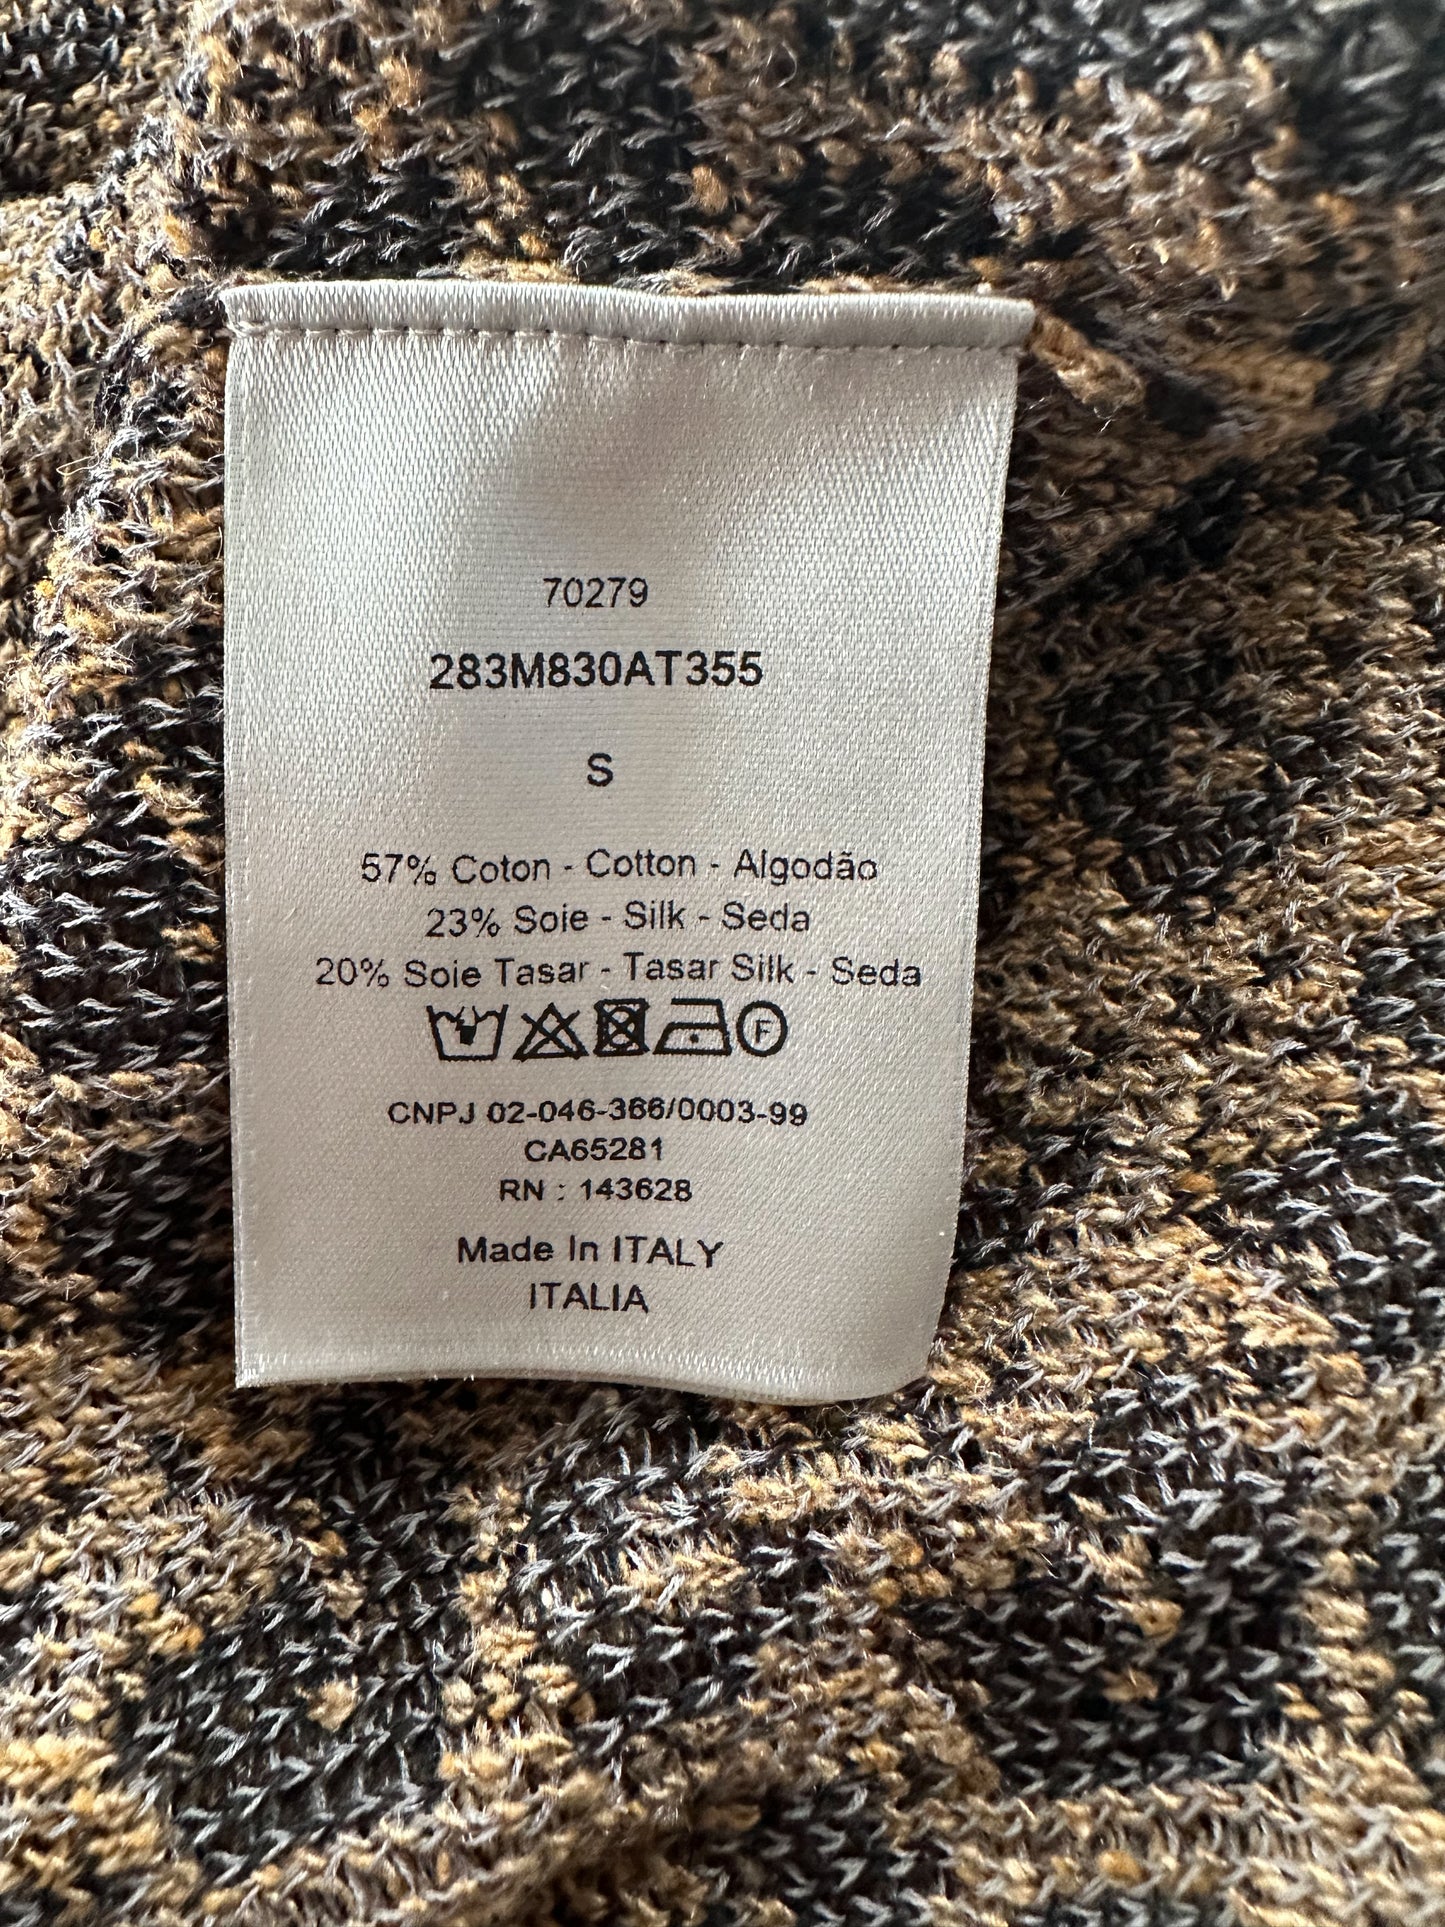 70279
283M830AT355
S
57% Coton - Cotton - Algodão
23% Soie - Silk - Seda
20% Soie Tasar - Tasar Silk - Seda
F
CNPJ 02-046-366/0003-99
CA65281
RN : 143628
Made In ITALY
ITALIA